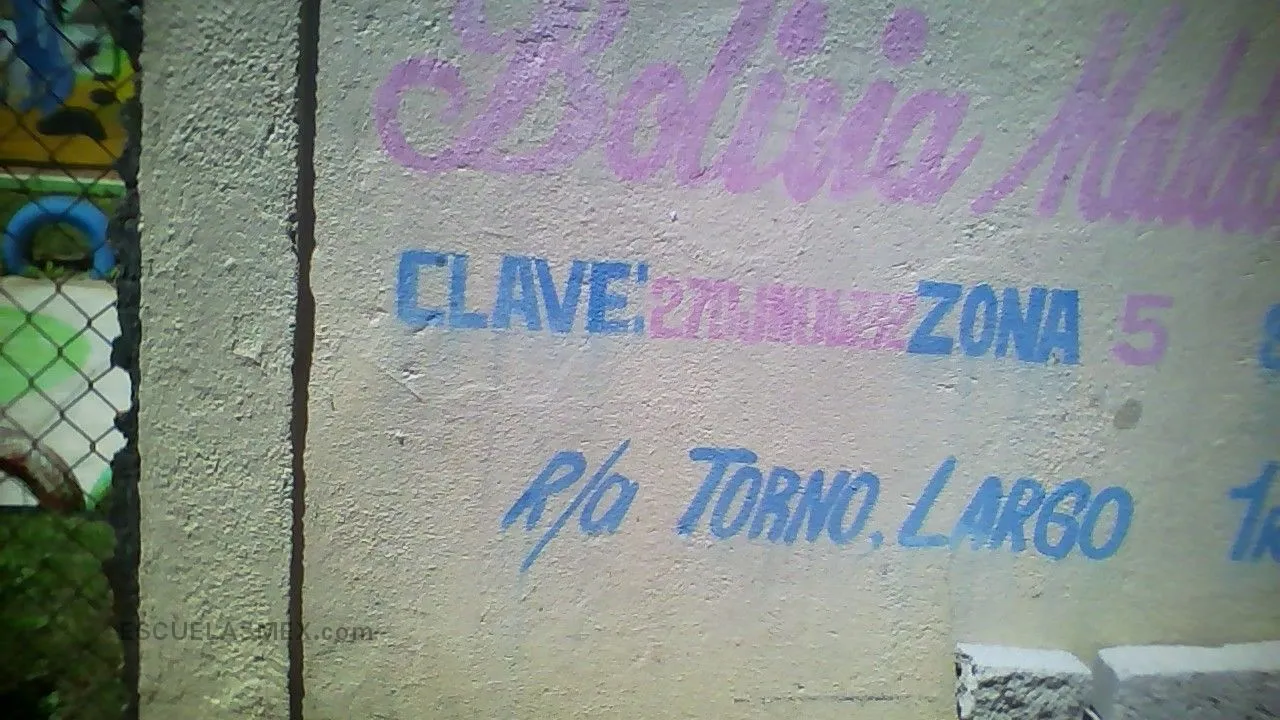 Bolivia
CLAVE: ZONA 5
R/a TORNO, LARGO
ESCUELASMEX.com